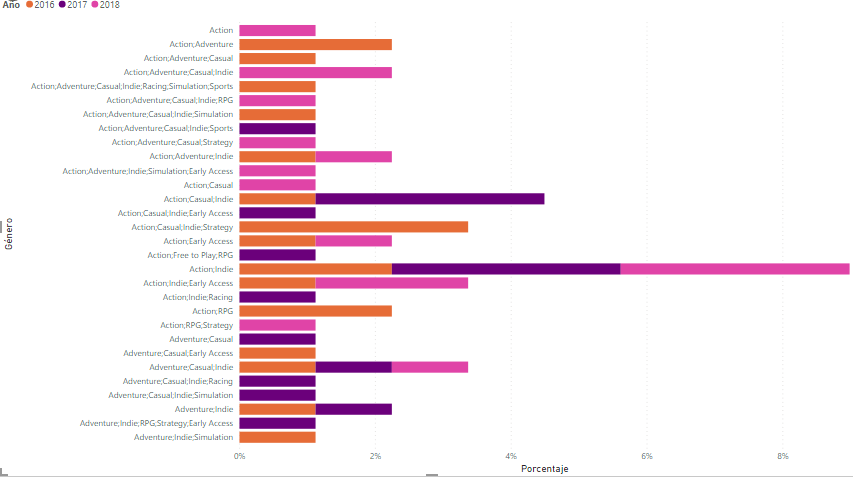 Año 2016 2017 2018
Action
Action;Adventure
Action;Adventure;Casual
Action;Adventure;Casual;Indie
Action;Adventure;Casual;Indie;Racing;Simulation;Sports
Action;Adventure;Casual;Indie;RPG
Action;Adventure;Casual;Indie;Simulation
Action;Adventure;Casual;Indie;Sports
Action;Adventure;Casual;Strategy
Action;Adventure;Indie
Action;Adventure;Indie;Simulation;Early Access
Action;Casual
Action;Casual;Indie
Action;Casual;Indie;Early Access
Action;Casual;Indie;Strategy
Action;Early Access
Action;Free to Play;RPG
Action;Indie
Action;Indie;Early Access
Action;Indie;Racing
Action;RPG
Action;RPG;Strategy
Adventure;Casual
Adventure;Casual;Early Access
Adventure;Casual;Indie
Adventure;Casual;Indie;Racing
Adventure;Casual;Indie;Simulation
Adventure;Indie
Adventure;Indie;RPG;Strategy;Early Access
Adventure;Indie;Simulation
Género
0% 2% 4% 6% 8%
Porcentaje